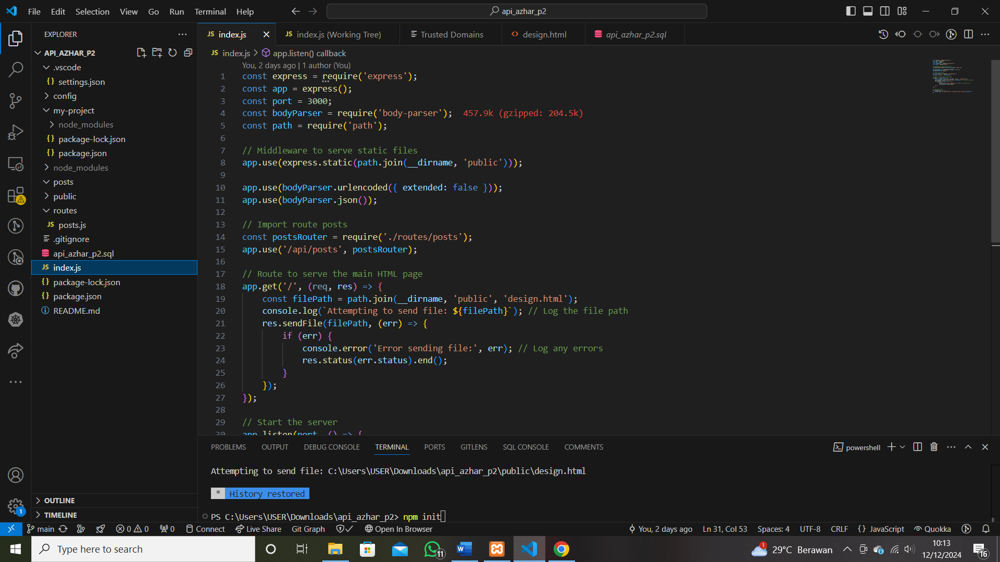 File Edit Selection View Go Run Terminal Help
api_azhar_p2
EXPLORER
API_AZHAR_P2
.vscode
settings.json
config
my-project
node_modules
package-lock.json
package.json
node_modules
posts
public
routes
JS posts.js
.gitignore
api_azhar_p2.sql
JS index.js
package-lock.json
package.json
README.md
OUTLINE
TIMELINE
JS index.js
JS index.js (Working Tree)
Trusted Domains
design.html
api_azhar_p2.sql
JS index.js > app.listen() callback
You, 2 days ago | 1 author (You)
1 const express = require('express');
2 const app = express();
3 const port = 3000;
4 const bodyParser = require('body-parser'); 457.9k (gzipped: 204.5k)
5 const path = require('path');
6
7 // Middleware to serve static files
8 app.use(express.static(path.join(__dirname, 'public')));
9
10 app.use(bodyParser.urlencoded({ extended: false }));
11 app.use(bodyParser.json());
12
13 // Import route posts
14 const postsRouter = require('./routes/posts');
15 app.use('/api/posts', postsRouter);
16
17 // Route to serve the main HTML page
18 app.get('/', (req, res) => {
19 const filePath = path.join(__dirname, 'public', 'design.html');
20 console.log(`Attempting to send file: ${filePath}`); // Log the file path
21 res.sendFile(filePath, (err) => {
22 if (err) {
23 console.error('Error sending file:', err); // Log any errors
24 res.status(err.status).end();
25 }
26 });
27 });
28
29 // Start the server
30 app.listen(port, () => {
PROBLEMS OUTPUT DEBUG CONSOLE TERMINAL PORTS GITLENS SQL CONSOLE COMMENTS
powershell
Attempting to send file: C:\Users\USER\Downloads\api_azhar_p2\public\design.html
* History restored
PS C:\Users\USER\Downloads\api_azhar_p2> npm init
1
main 0 0 0 Connect Live Share Git Graph Open In Browser
You, 2 days ago Ln 31, Col 53 Spaces: 4 UTF-8 CRLF {} JavaScript Quokka
Type here to search
11
1
29°C Berawan
10:13
12/12/2024
16